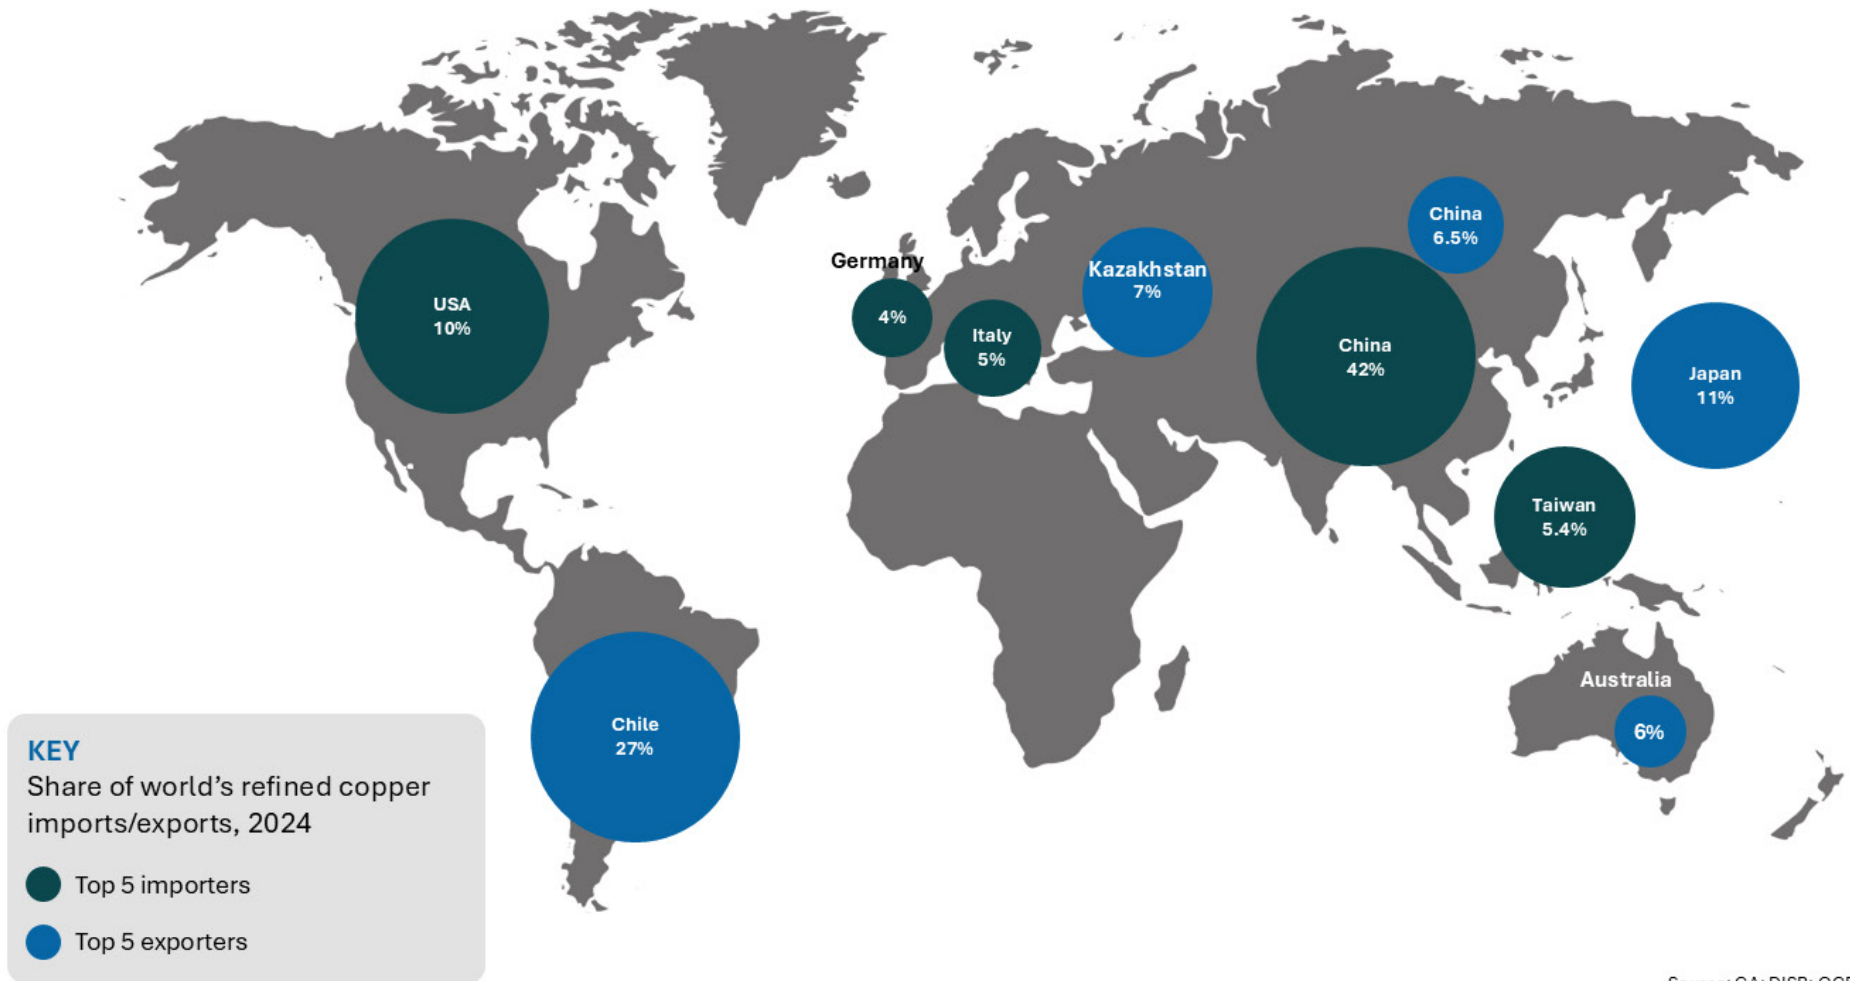 Germany
4%
USA
10%
Italy
5%
Kazakhstan
7%
China
6.5%
China
42%
Japan
11%
Taiwan
5.4%
Chile
27%
Australia
6%
KEY
Share of world’s refined copper
imports/exports, 2024
Top 5 importers
Top 5 exporters